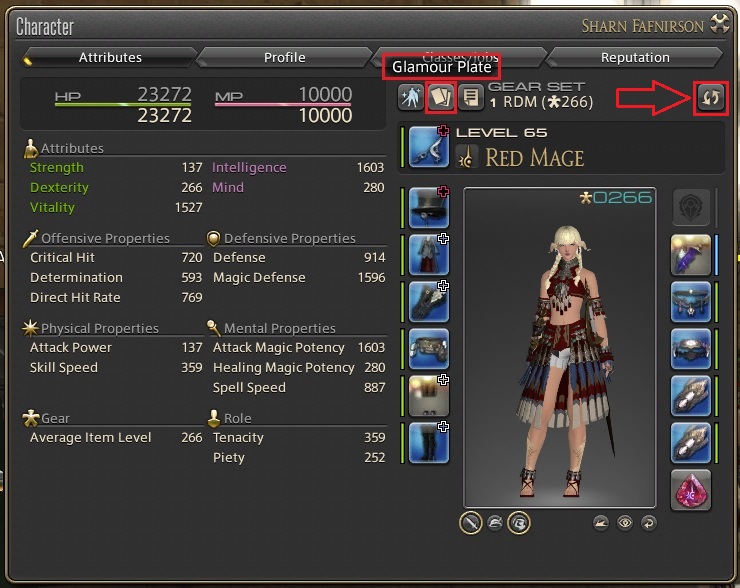 Character
SHARN FAFNIRSON
Attributes
Profile
Classes/Jobs
Reputation
Glamour Plate
HP 23272
23272
MP 10000
10000
GEAR SET
1 RDM (266)
LEVEL 65
RED MAGE
0266
Attributes
Strength 137
Dexterity 266
Vitality 1527
Intelligence 1603
Mind 280
Offensive Properties
Critical Hit 720
Determination 593
Direct Hit Rate 769
Defensive Properties
Defense 914
Magic Defense 1596
Physical Properties
Attack Power 137
Skill Speed 359
Mental Properties
Attack Magic Potency 1603
Healing Magic Potency 280
Spell Speed 887
Gear
Average Item Level 266
Role
Tenacity 359
Piety 252